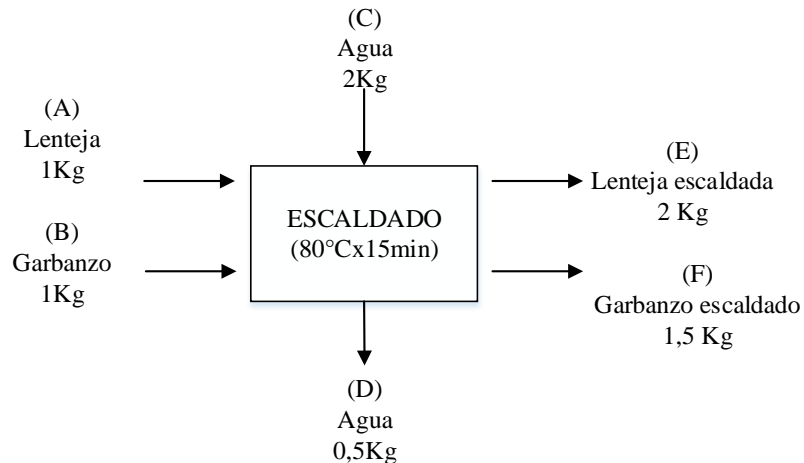 (C)
Agua
2Kg
(A)
Lenteja
1Kg
(B)
Garbanzo
1Kg
ESCALDADO
(80°Cx15min)
(E)
Lenteja escaldada
2 Kg
(F)
Garbanzo escaldado
1,5 Kg
(D)
Agua
0,5Kg